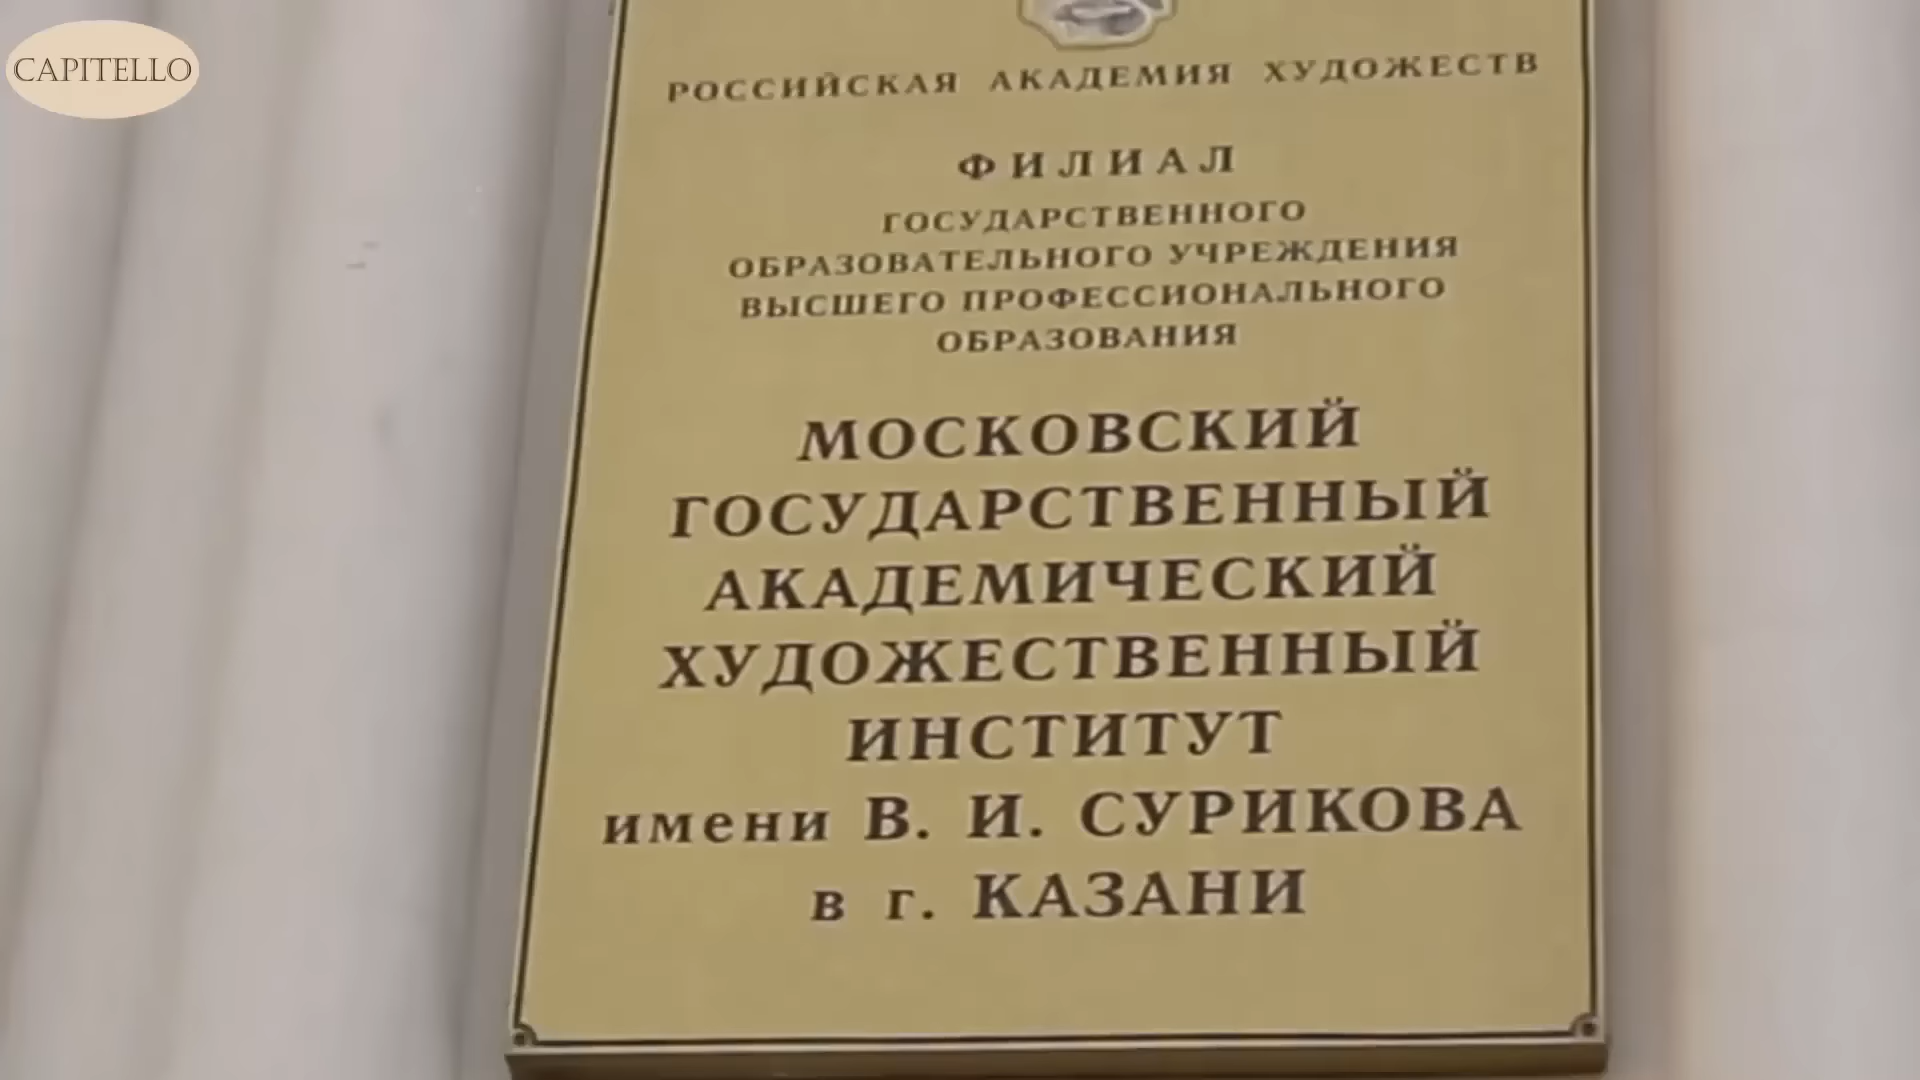 CAPITELLO
РОССИЙСКАЯ АКАДЕМИЯ ХУДОЖЕСТВ
ФИЛИАЛ
ГОСУДАРСТВЕННОГО
ОБРАЗОВАТЕЛЬНОГО УЧРЕЖДЕНИЯ
ВЫСШЕГО ПРОФЕССИОНАЛЬНОГО
ОБРАЗОВАНИЯ
МОСКОВСКИЙ
ГОСУДАРСТВЕННЫЙ
АКАДЕМИЧЕСКИЙ
ХУДОЖЕСТВЕННЫЙ
ИНСТИТУТ
имени В. И. СУРИКОВА
в г. КАЗАНИ